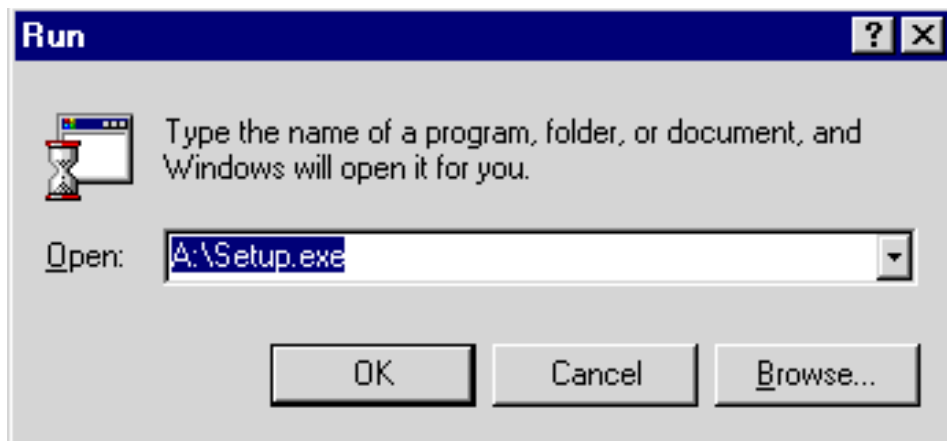 Run
Type the name of a program, folder, or document, and
Windows will open it for you.
Open: A:\Setup.exe
OK Cancel Browse...